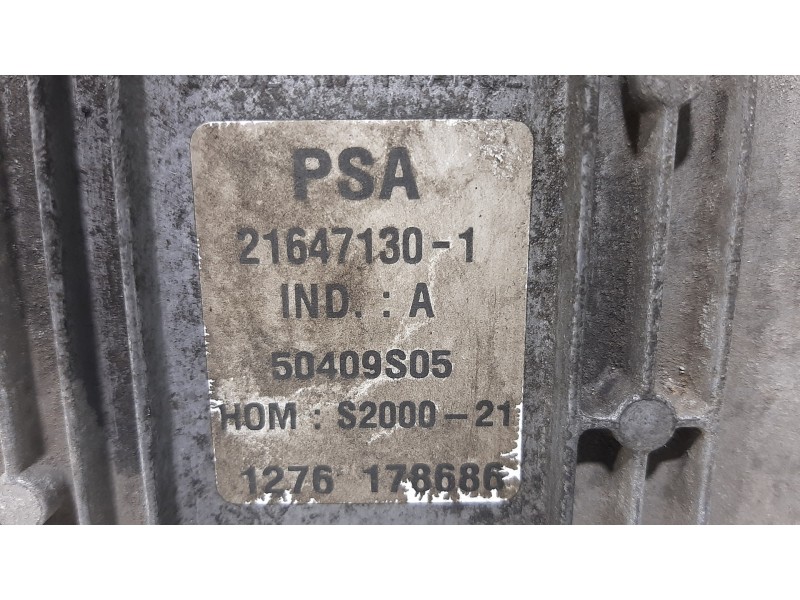 PSA
21647130-1
IND. : A
50409S05
HOM : S2000-21
1276 178686